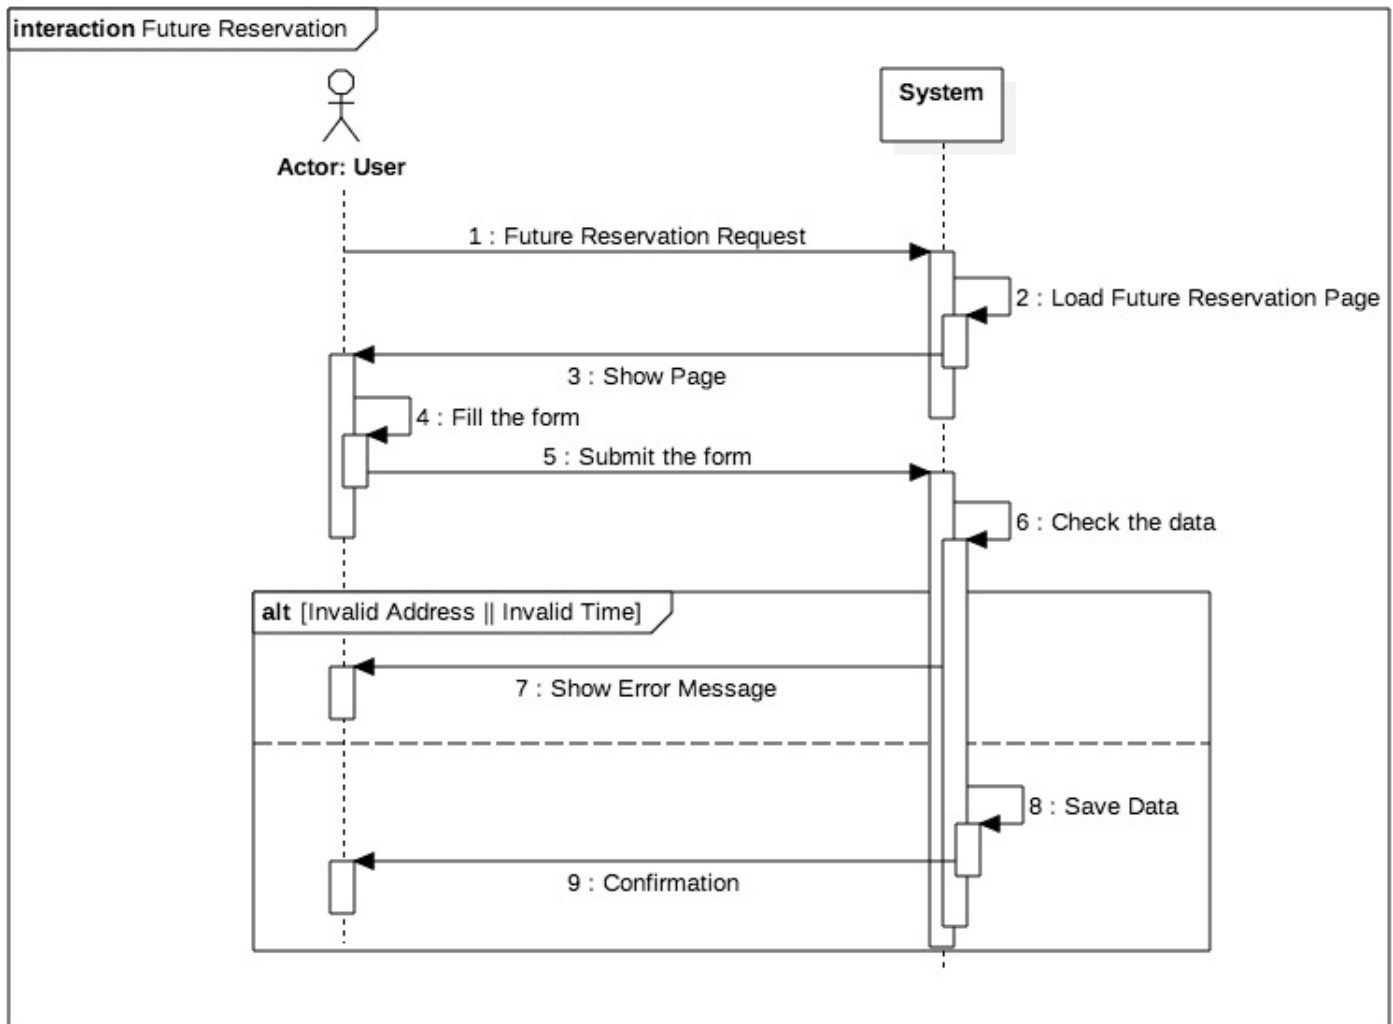 interaction Future Reservation
System
Actor: User
1 : Future Reservation Request
2 : Load Future Reservation Page
3 : Show Page
4 : Fill the form
5 : Submit the form
6 : Check the data
alt [Invalid Address || Invalid Time]
7 : Show Error Message
8 : Save Data
9 : Confirmation